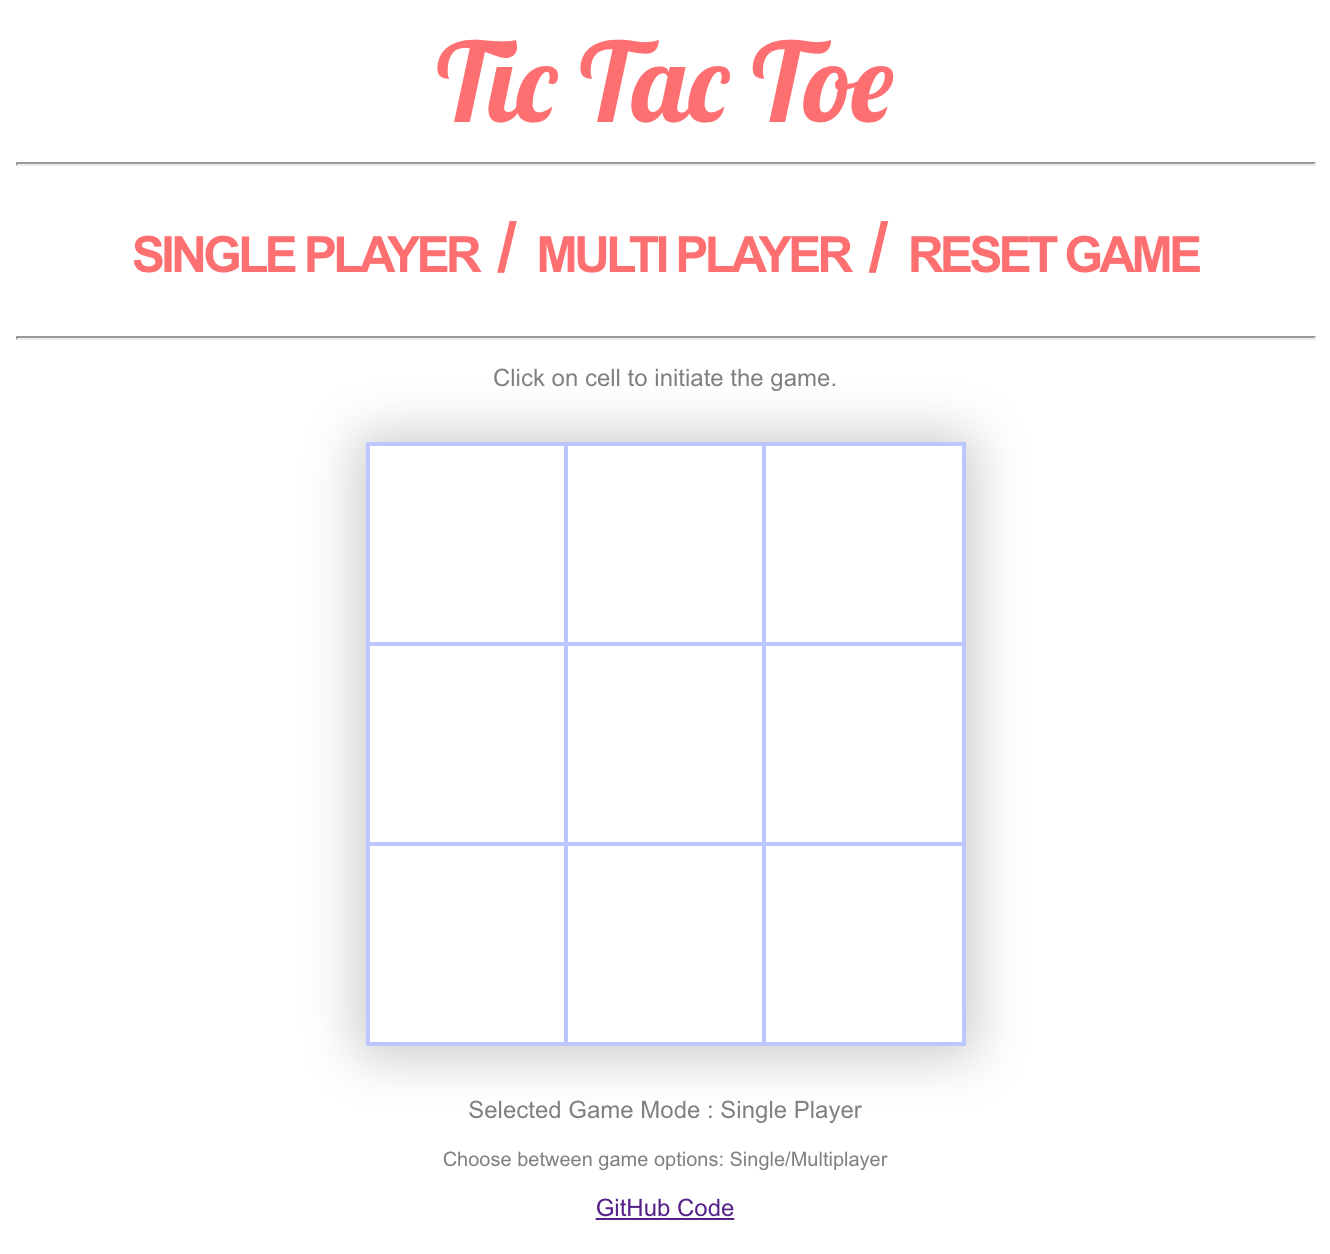 Tic Tac Toe
SINGLE PLAYER / MULTI PLAYER / RESET GAME
Click on cell to initiate the game.
Selected Game Mode : Single Player
Choose between game options: Single/Multiplayer
GitHub Code